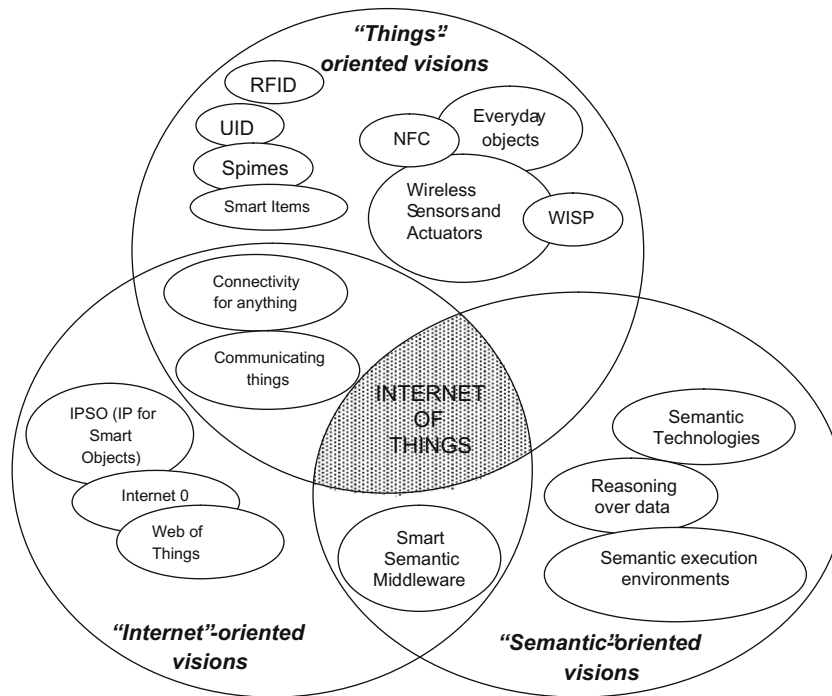 “Things”-
oriented visions
RFID
UID
Spimes
Smart Items
Everyday
objects
NFC
Wireless
Sensors and
Actuators
WISP
Connectivity
for anything
Communicating
things
INTERNET
OF
THINGS
IPSO (IP for
Smart
Objects)
Internet 0
Web of
Things
Semantic
Technologies
Reasoning
over data
Semantic execution
environments
Smart
Semantic
Middleware
“Internet”-oriented
visions
“Semantic”-oriented
visions